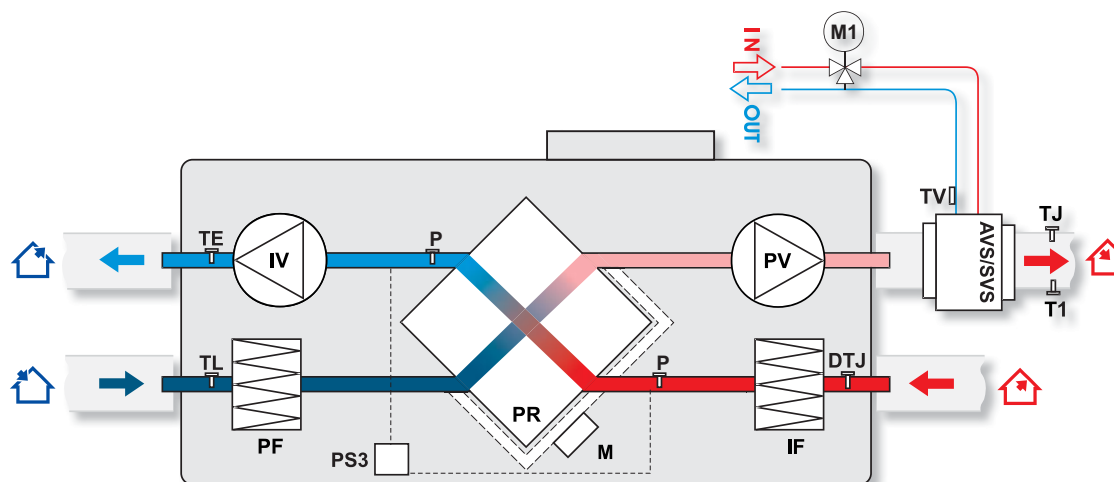 IN
M1
OUT
TV
AVS/SVS
TJ
TE
IV
P
PV
T1
TL
P
DTJ
PF
PR
IF
PS3
M